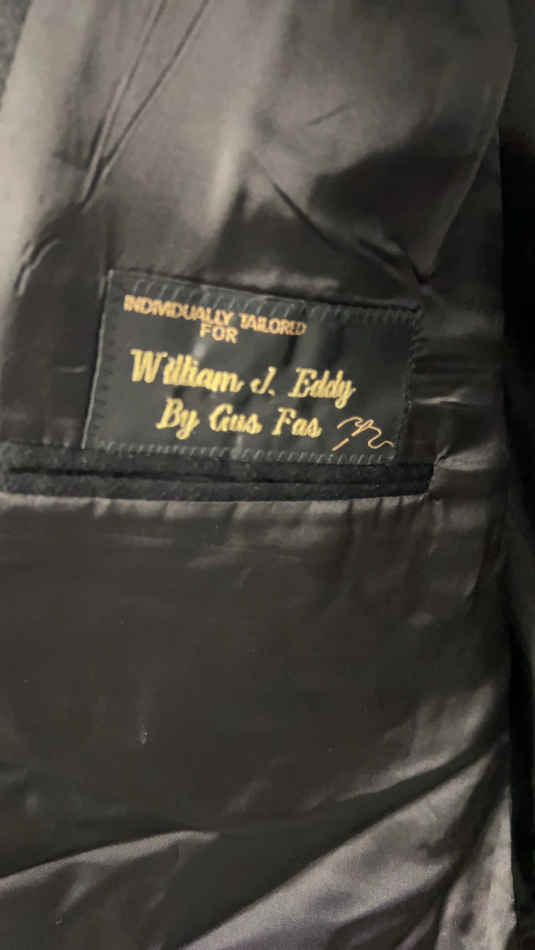 INDIVIDUALLY TAILORED
FOR
William J. Eddy
By Gus Fas